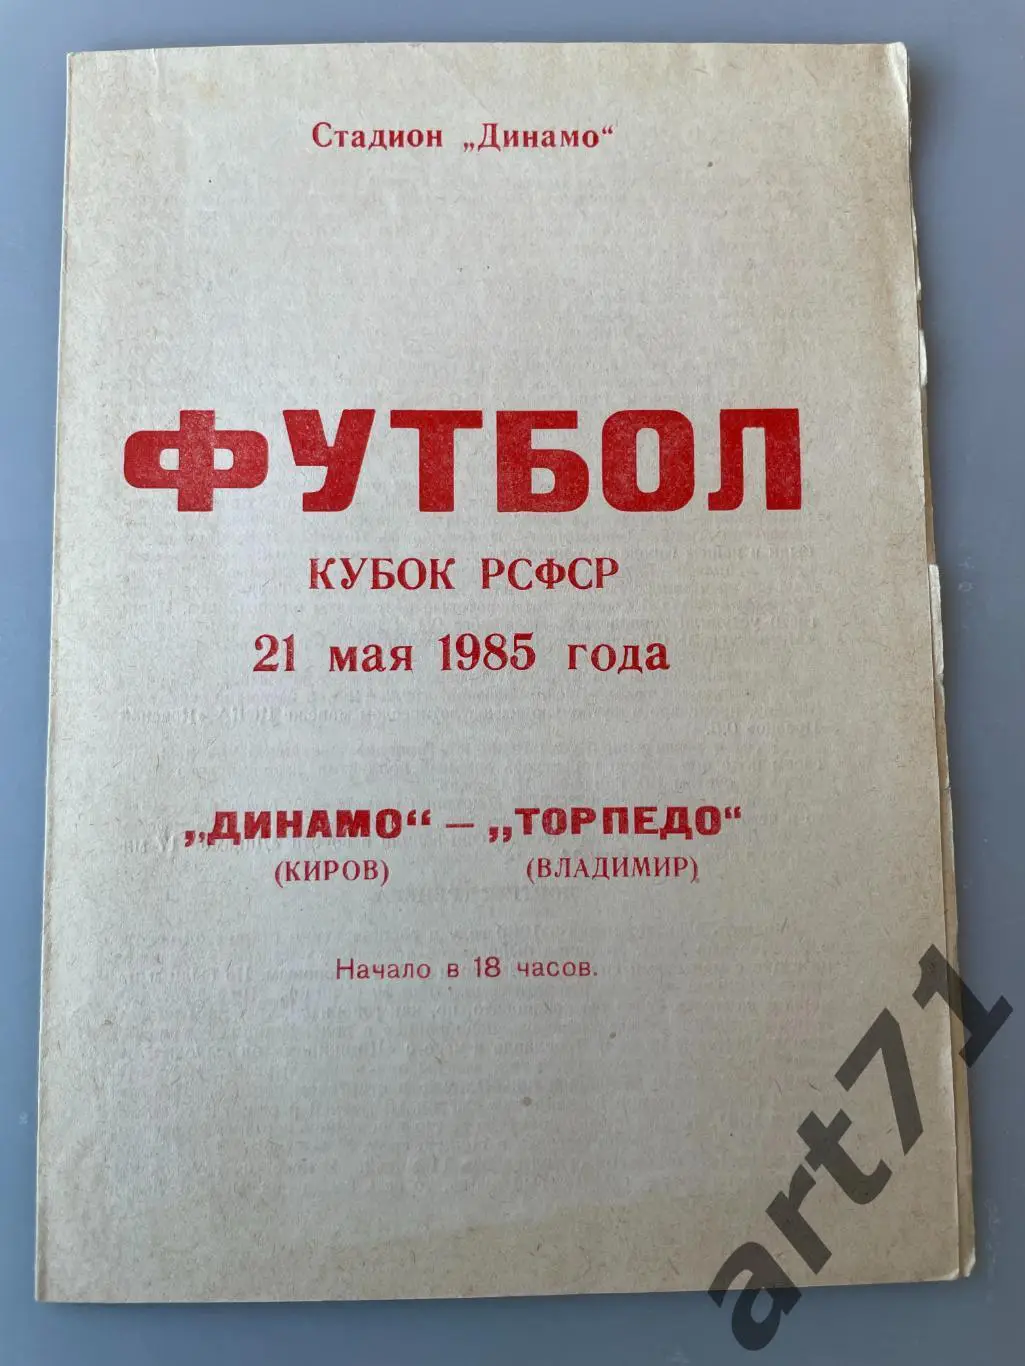 Стадион „Динамо“
ФУТБОЛ
КУБОК РСФСР
21 мая 1985 года
„ДИНАМО“ — „ТОРПЕДО“
(КИРОВ) (ВЛАДИМИР)
Начало в 18 часов.
art71